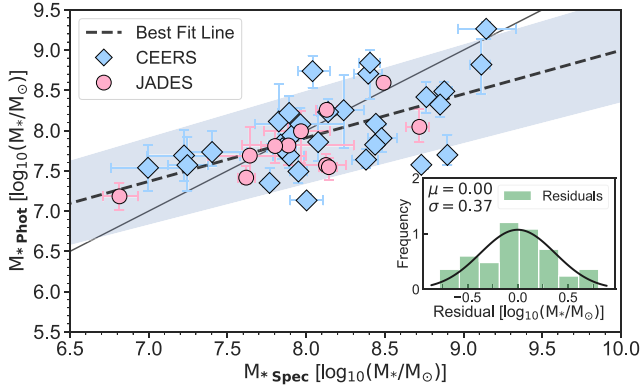 9.5
9.0
8.5
8.0
7.5
7.0
6.5
6.0
5.5
M* Phot [log10(M*/M⊙)]
Best Fit Line
CEERS
JADES
μ = 0.00
σ = 0.37
Residuals
2
1
0
Frequency
−0.5 0.0 0.5
Residual [log10(M*/M⊙)]
6.5 7.0 7.5 8.0 8.5 9.0 9.5 10.0
M* Spec [log10(M*/M⊙)]